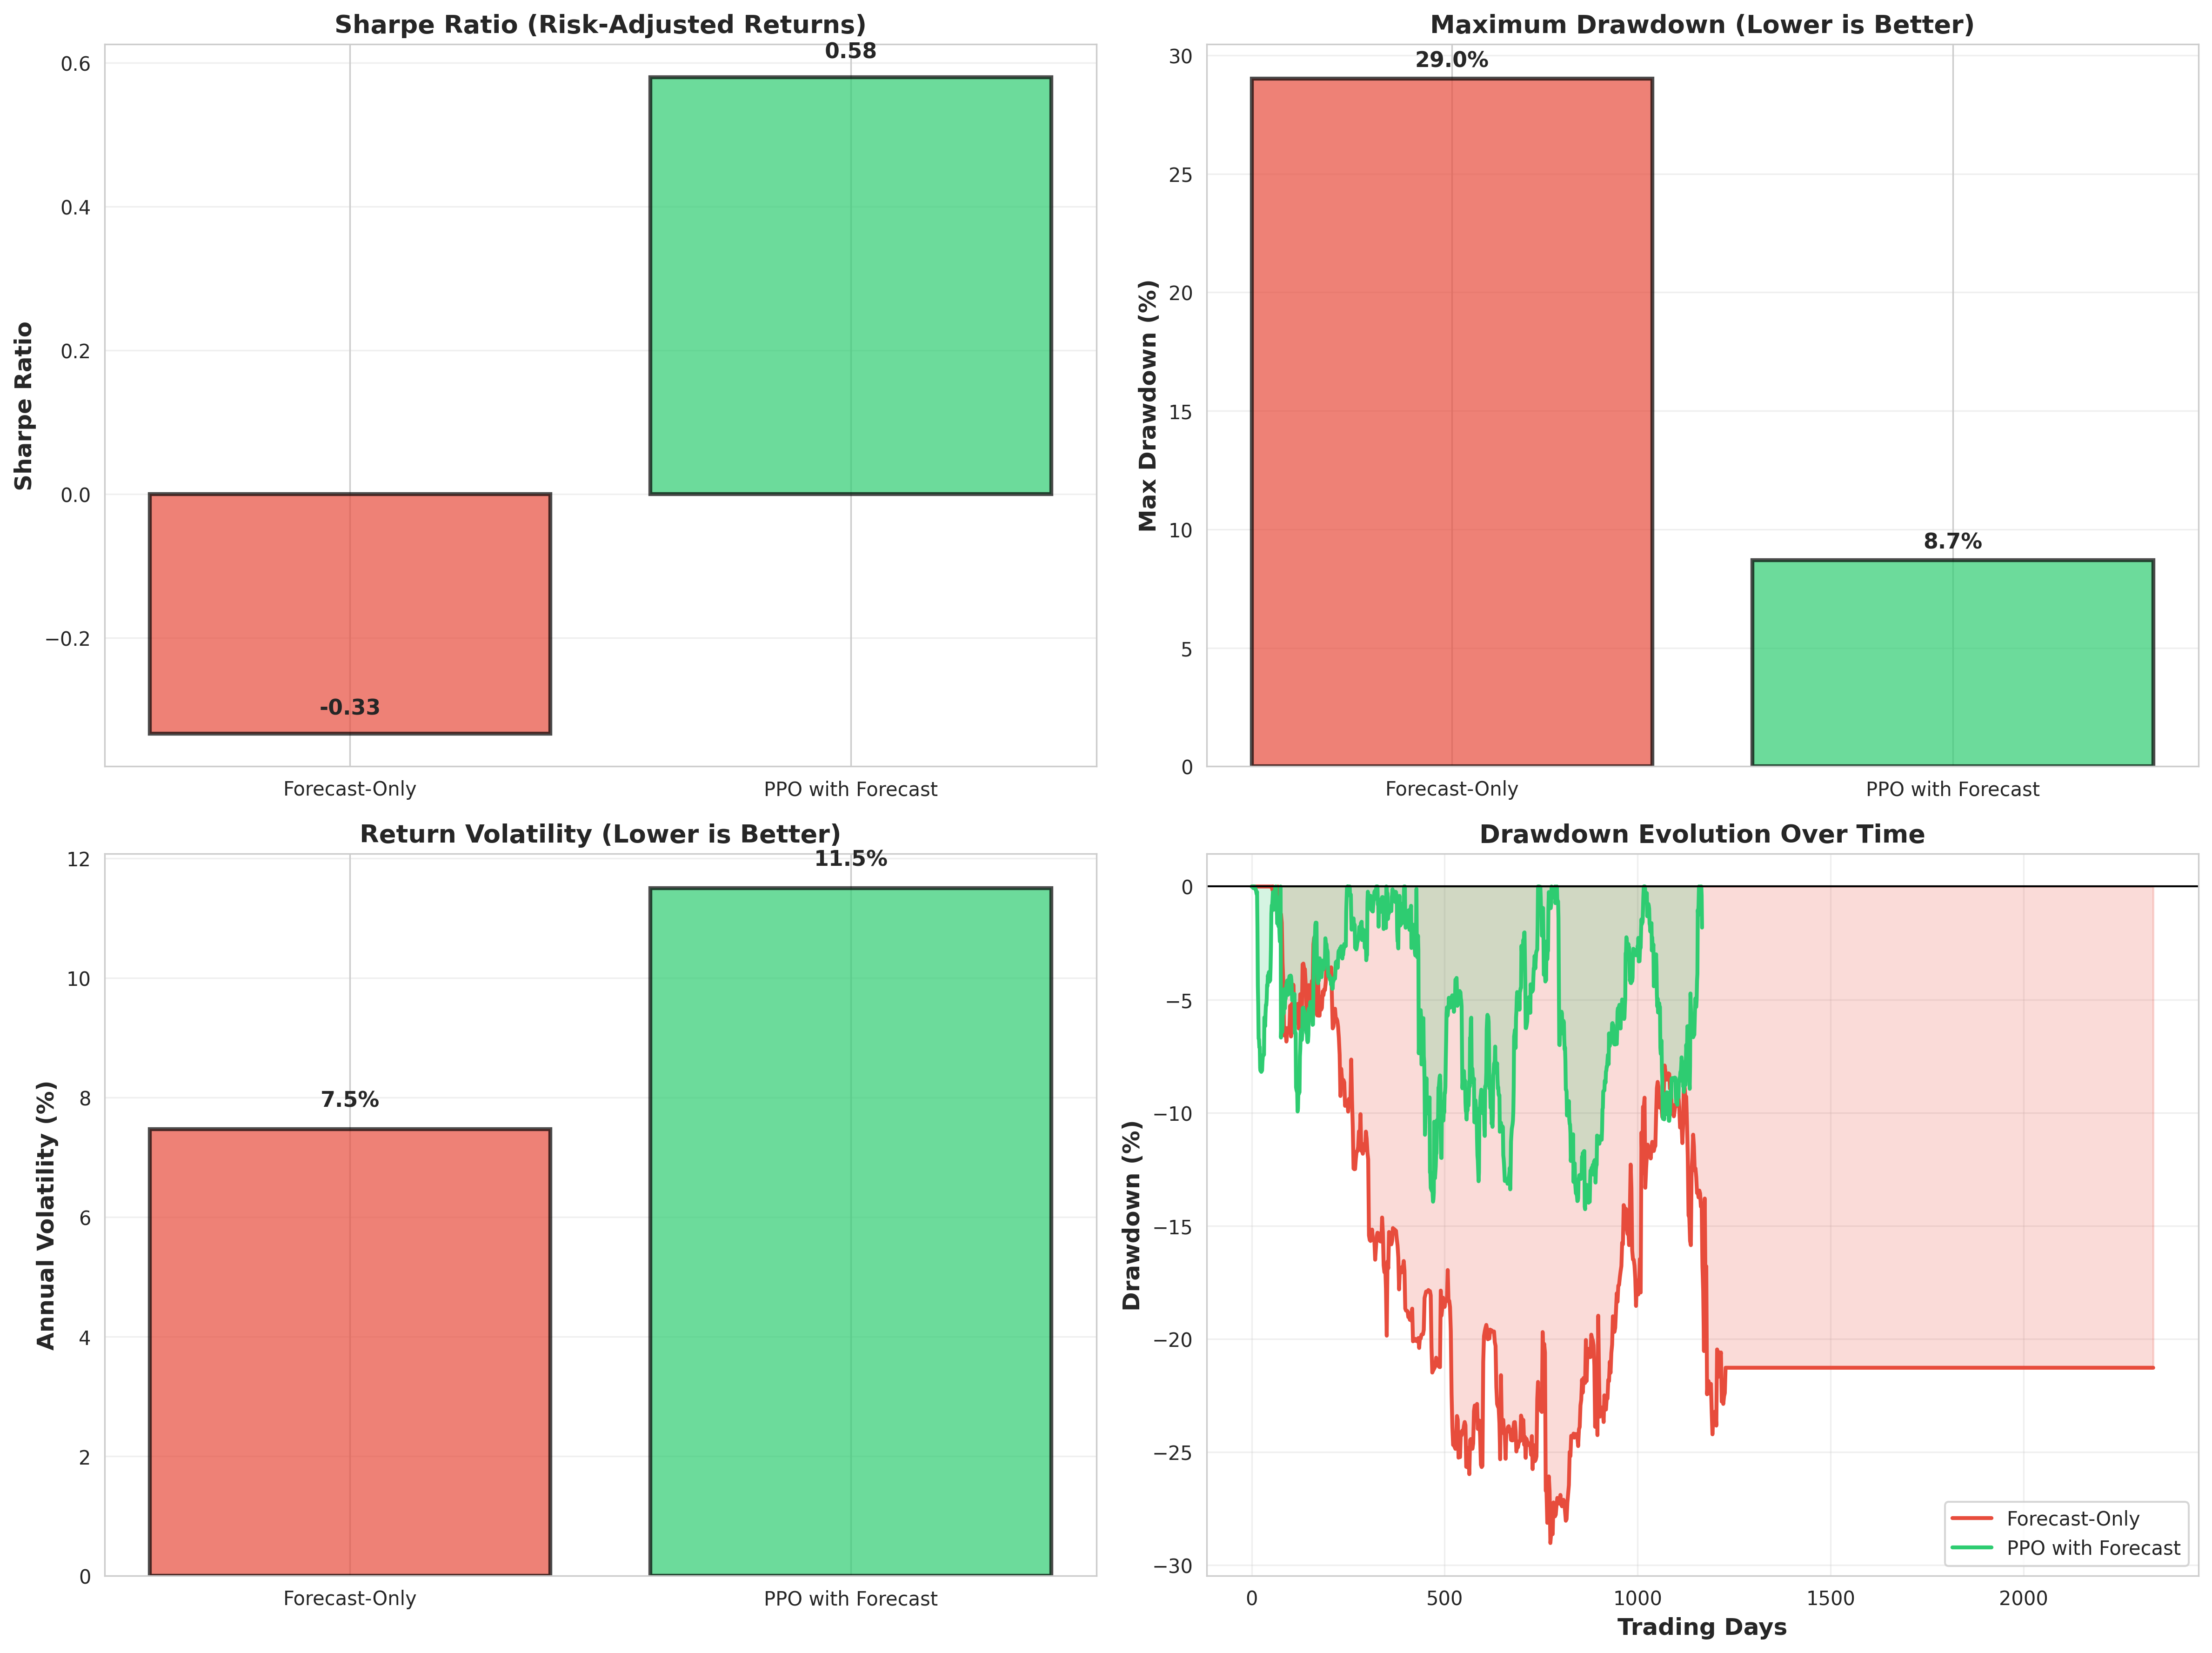 Sharpe Ratio (Risk-Adjusted Returns)
Sharpe Ratio
0.6
0.4
0.2
0.0
−0.2
0.58
-0.33
Forecast-Only
PPO with Forecast
Maximum Drawdown (Lower is Better)
Max Drawdown (%)
30
25
20
15
10
5
0
29.0%
8.7%
Forecast-Only
PPO with Forecast
Return Volatility (Lower is Better)
Annual Volatility (%)
12
10
8
6
4
2
0
7.5%
11.5%
Forecast-Only
PPO with Forecast
Drawdown Evolution Over Time
Drawdown (%)
0
−5
−10
−15
−20
−25
−30
Forecast-Only
PPO with Forecast
0
500
1000
1500
2000
Trading Days